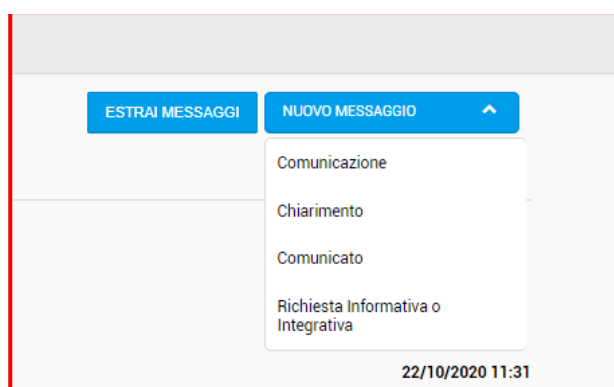 ESTRAI MESSAGGI
NUOVO MESSAGGIO
Comunicazione
Chiarimento
Comunicato
Richiesta Informativa o
Integrativa
22/10/2020 11:31